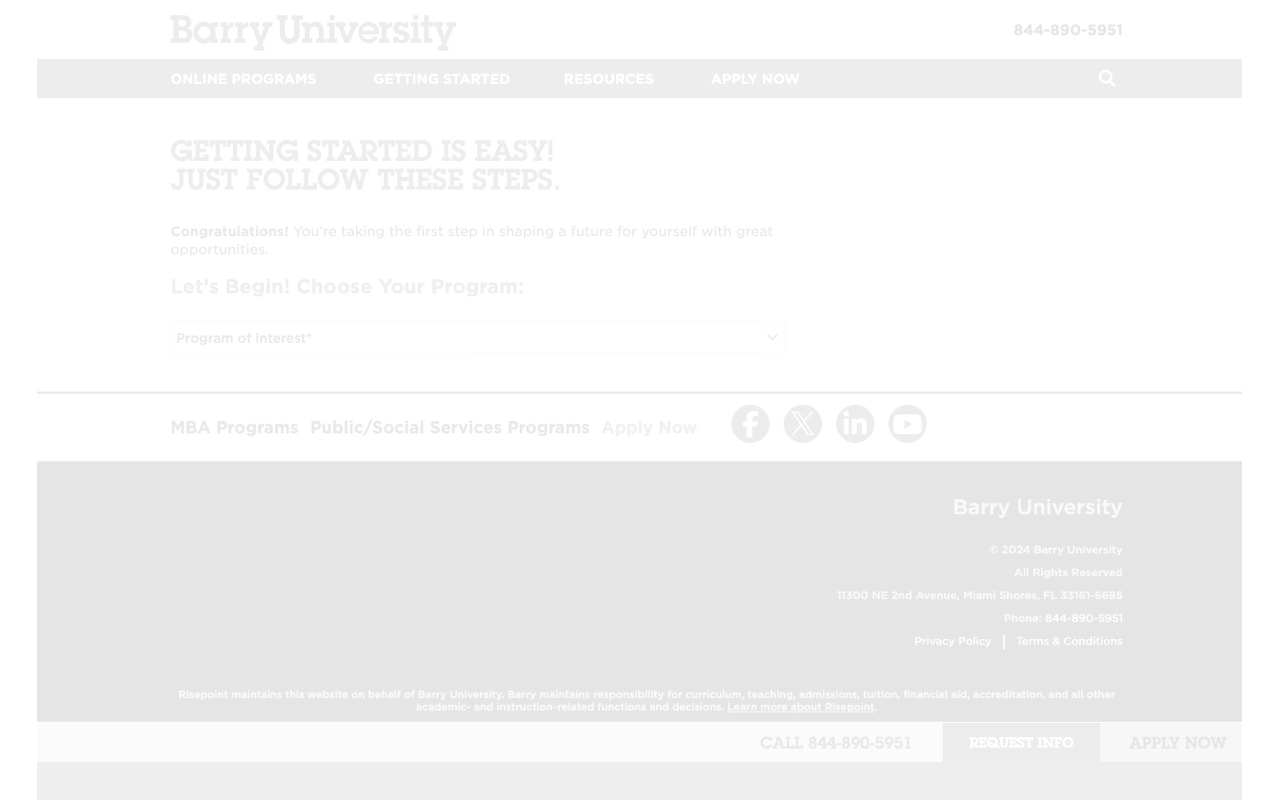 Barry University
844-890-5951
ONLINE PROGRAMS GETTING STARTED RESOURCES APPLY NOW
GETTING STARTED IS EASY!
JUST FOLLOW THESE STEPS.
Congratulations! You're taking the first step in shaping a future for yourself with great
opportunities.
Let's Begin! Choose Your Program:
Program of interest*
MBA Programs Public/Social Services Programs Apply Now
Barry University
© 2024 Barry University
All Rights Reserved
11300 NE 2nd Avenue, Miami Shores, FL 33161-6695
Phone: 844-890-5951
Privacy Policy | Terms & Conditions
Risepoint maintains this website on behalf of Barry University. Barry maintains responsibility for curriculum, teaching, admissions, tuition, financial aid, accreditation, and all other
academic- and instruction-related functions and decisions. Learn more about Risepoint.
CALL 844-890-5951 REQUEST INFO APPLY NOW